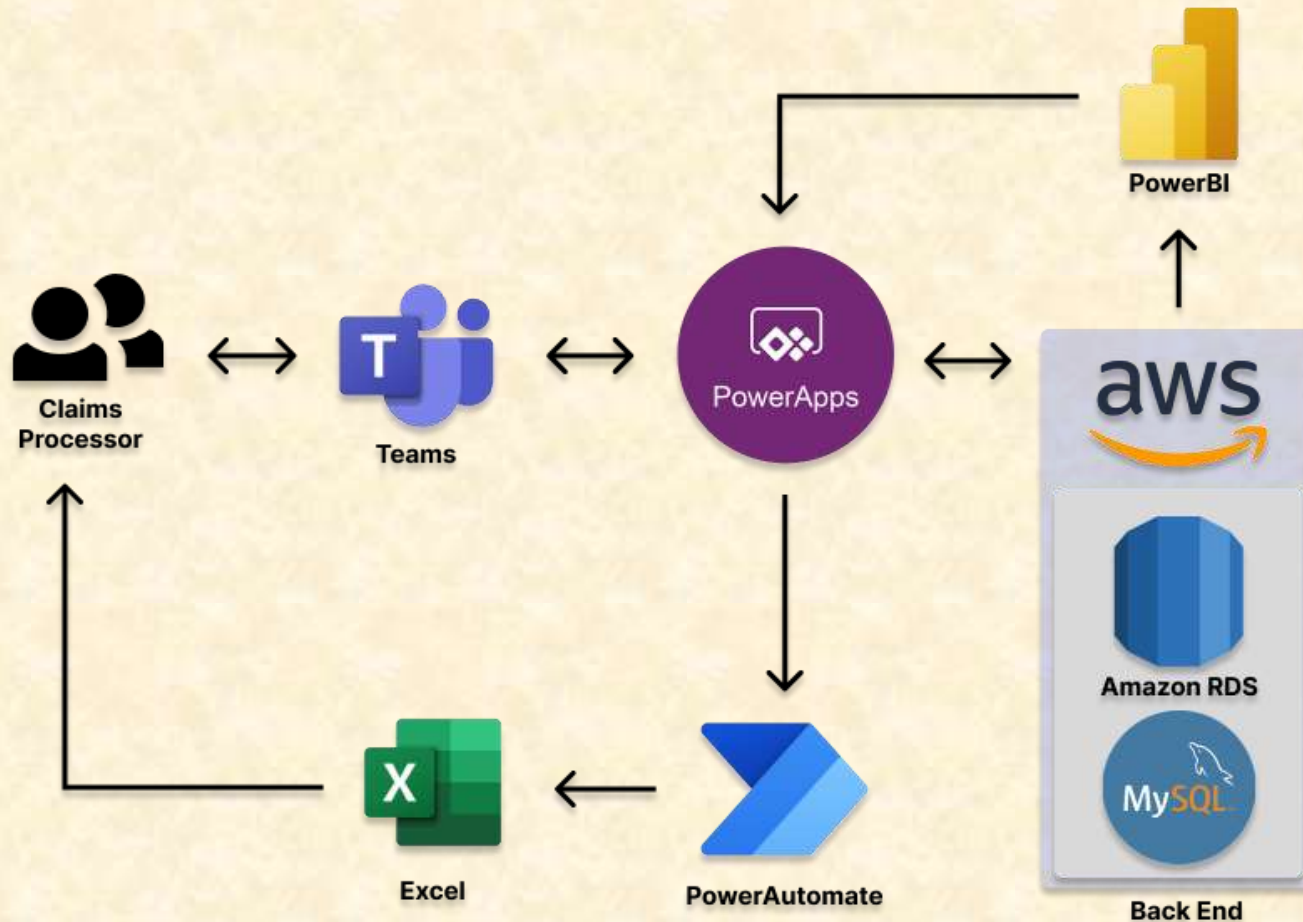 PowerBI
T
PowerApps
aws
Claims
Processor
Teams
Amazon RDS
MySQL
X
Excel
PowerAutomate
Back End